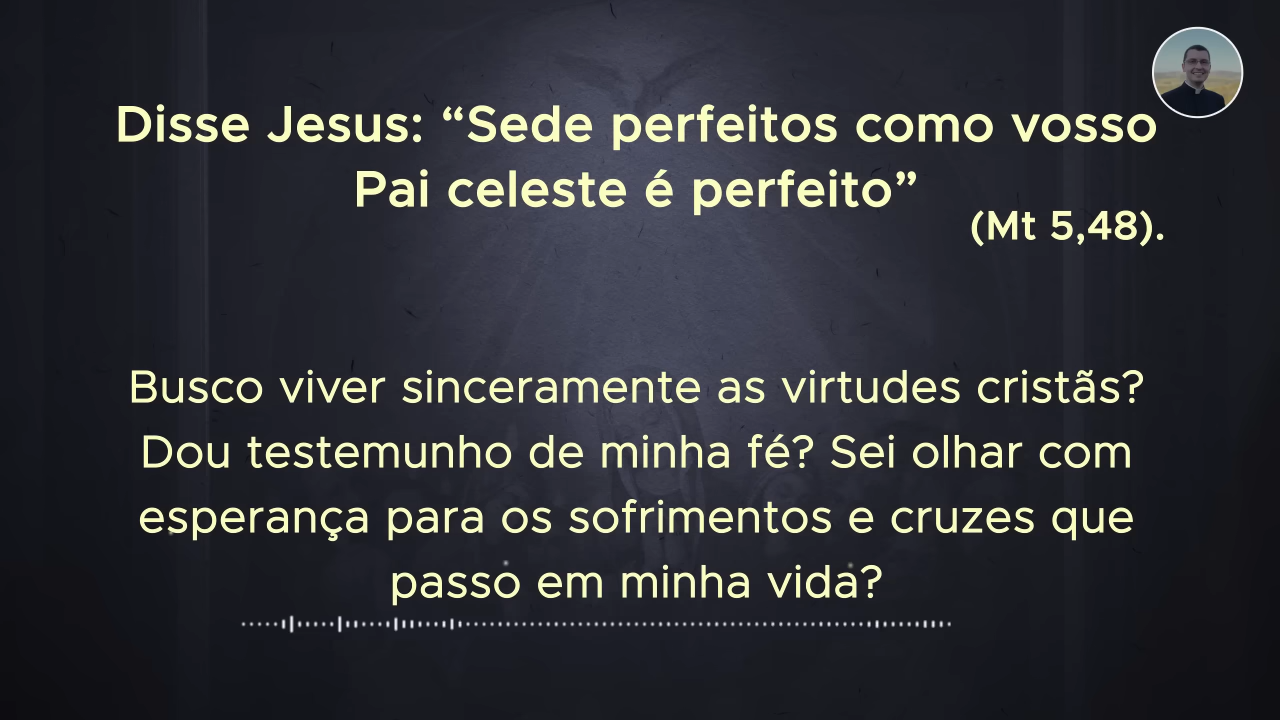 Disse Jesus: “Sede perfeitos como vosso
Pai celeste é perfeito”
(Mt 5,48).
Busco viver sinceramente as virtudes cristãs?
Dou testemunho de minha fé? Sei olhar com
esperança para os sofrimentos e cruzes que
passo em minha vida?